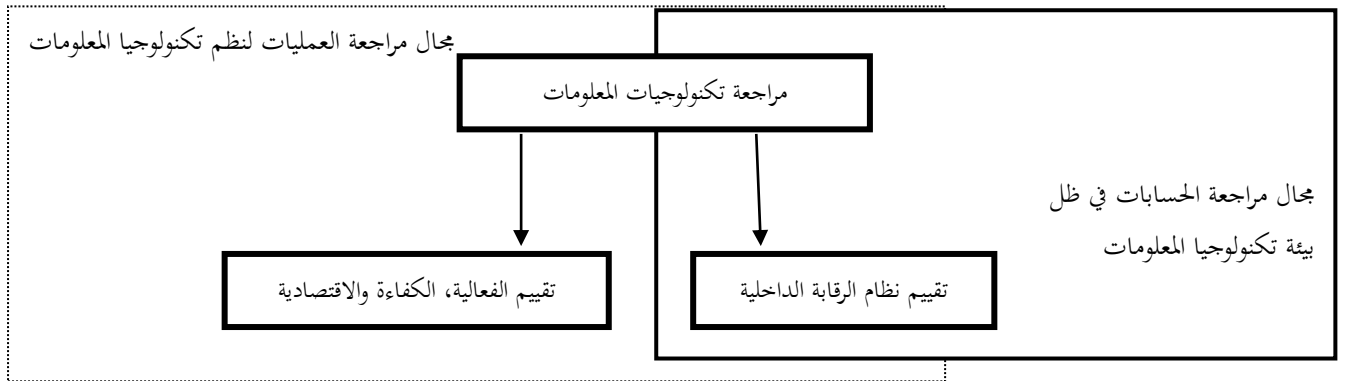 مجال مراجعة العمليات لنظم تكنولوجيا المعلومات
مراجعة تكنولوجيات المعلومات
مجال مراجعة الحسابات في ظل
بيئة تكنولوجيا المعلومات
تقييم نظام الرقابة الداخلية
تقييم الفعالية، الكفاءة والاقتصادية